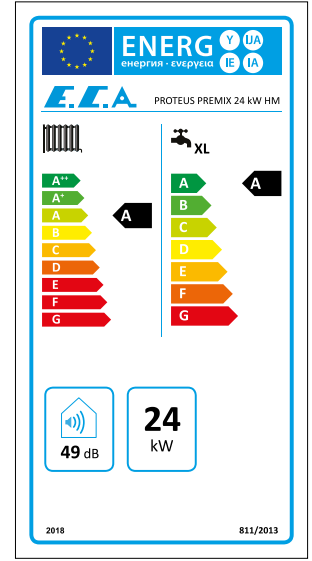 ENERG Y IJA
енергия · ενεργεια IE IA
E.C.A PROTEUS PREMIX 24 kW HM
XL
A++
A+
A
B
C
D
E
F
G
A
A
B
C
D
E
F
G
A
49 dB
24
kW
2018 811/2013